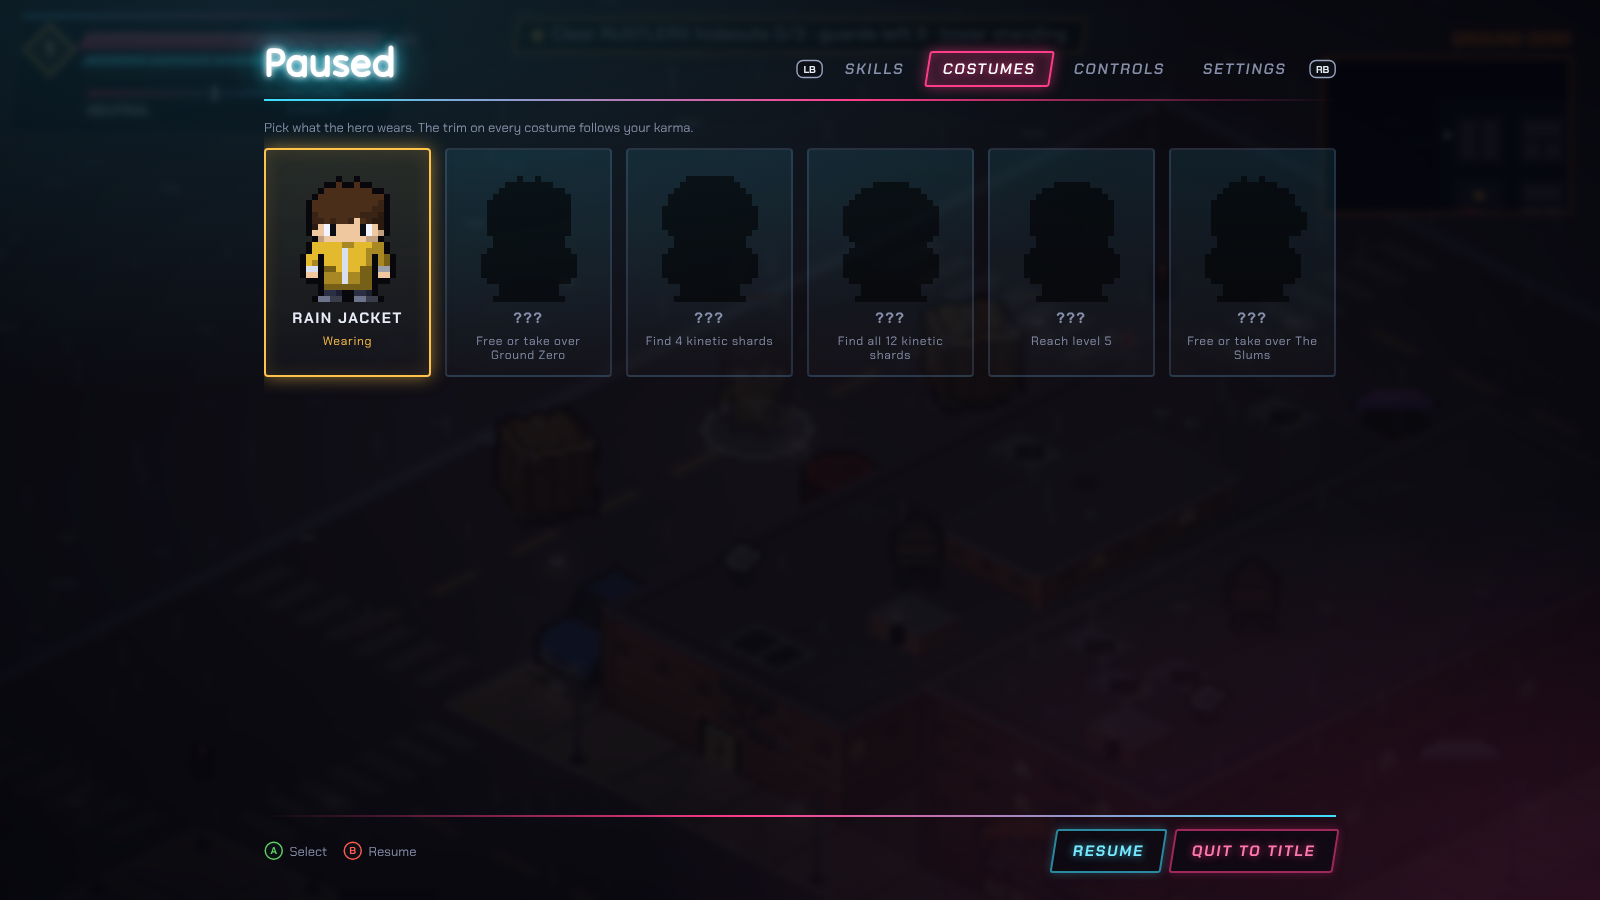 Paused
LB SKILLS COSTUMES CONTROLS SETTINGS RB
Pick what the hero wears. The trim on every costume follows your karma.
RAIN JACKET
Wearing
???
Free or take over
Ground Zero
???
Find 4 kinetic shards
???
Find all 12 kinetic
shards
???
Reach level 5
???
Free or take over The
Slums
A Select B Resume
RESUME QUIT TO TITLE